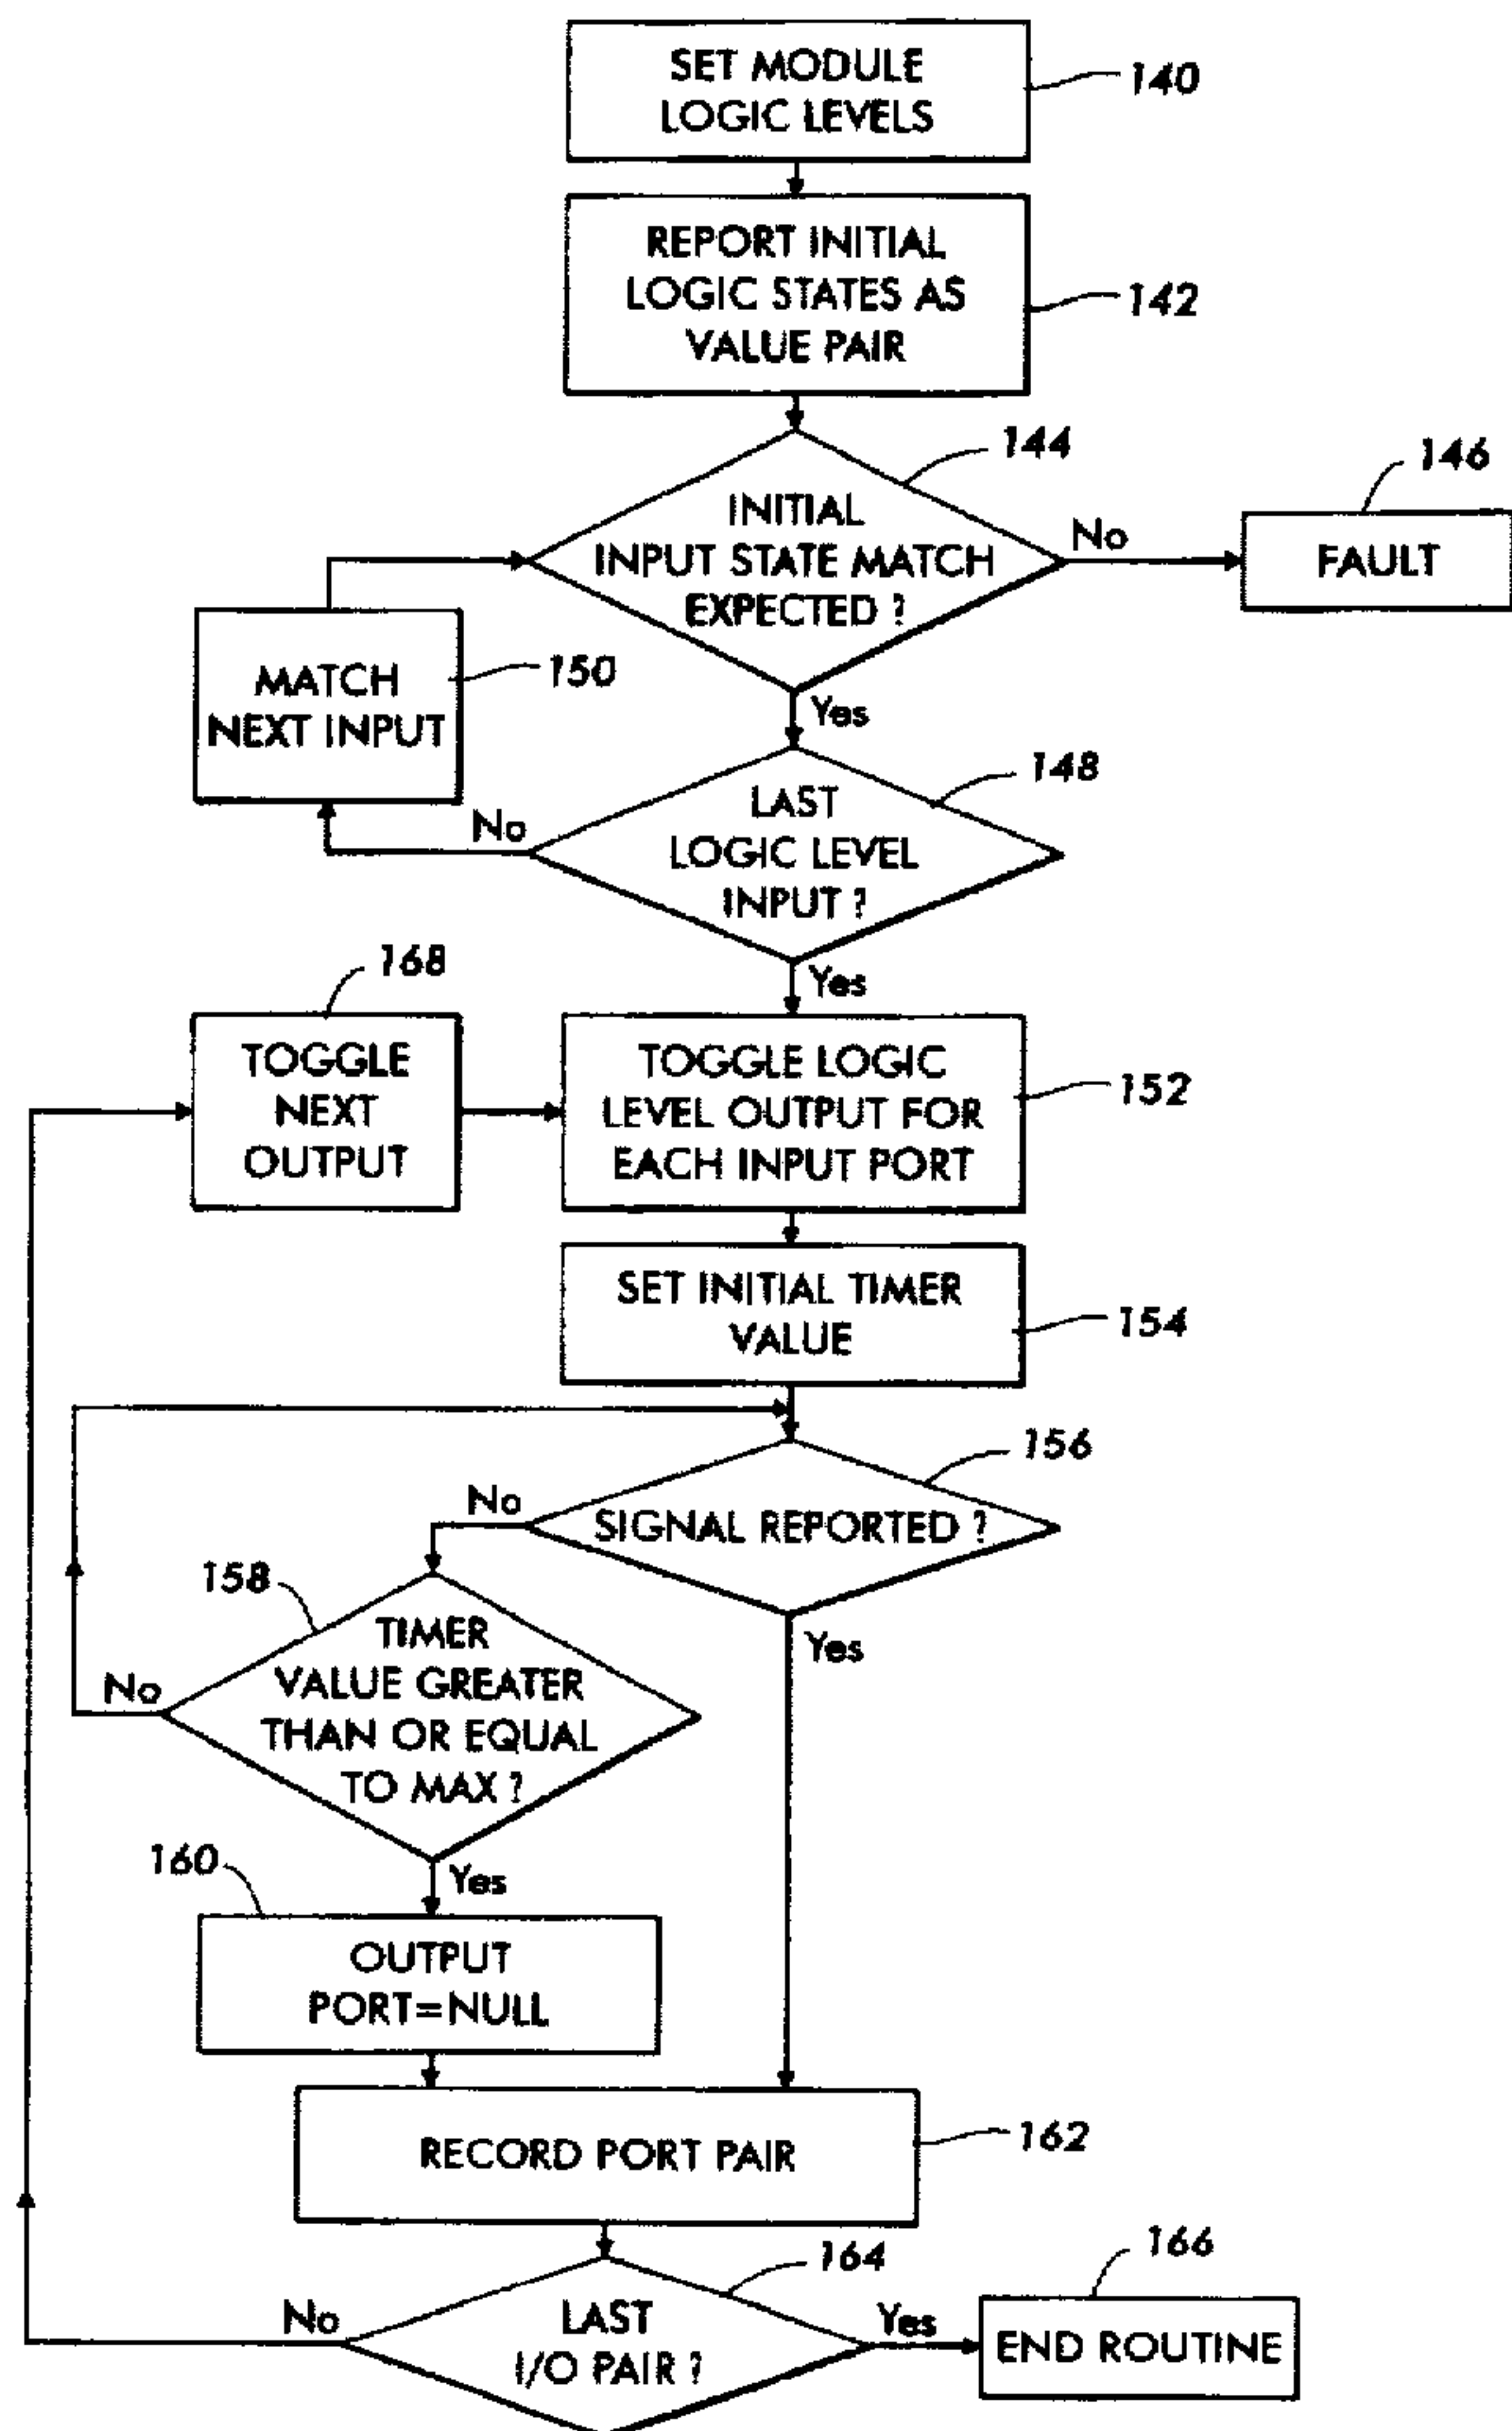 SET MODULE
LOGIC LEVELS
140
REPORT INITIAL
LOGIC STATES AS
VALUE PAIR
142
144
INITIAL
INPUT STATE MATCH
EXPECTED ?
No
146
FAULT
MATCH
NEXT INPUT
150
Yes
148
LAST
LOGIC LEVEL
INPUT ?
No
Yes
168
TOGGLE
NEXT
OUTPUT
TOGGLE LOGIC
LEVEL OUTPUT FOR
EACH INPUT PORT
152
SET INITIAL TIMER
VALUE
154
156
SIGNAL REPORTED ?
No
Yes
158
TIMER
VALUE GREATER
THAN OR EQUAL
TO MAX ?
No
Yes
160
OUTPUT
PORT=NULL
RECORD PORT PAIR
162
164
LAST
I/O PAIR ?
No
Yes
166
END ROUTINE